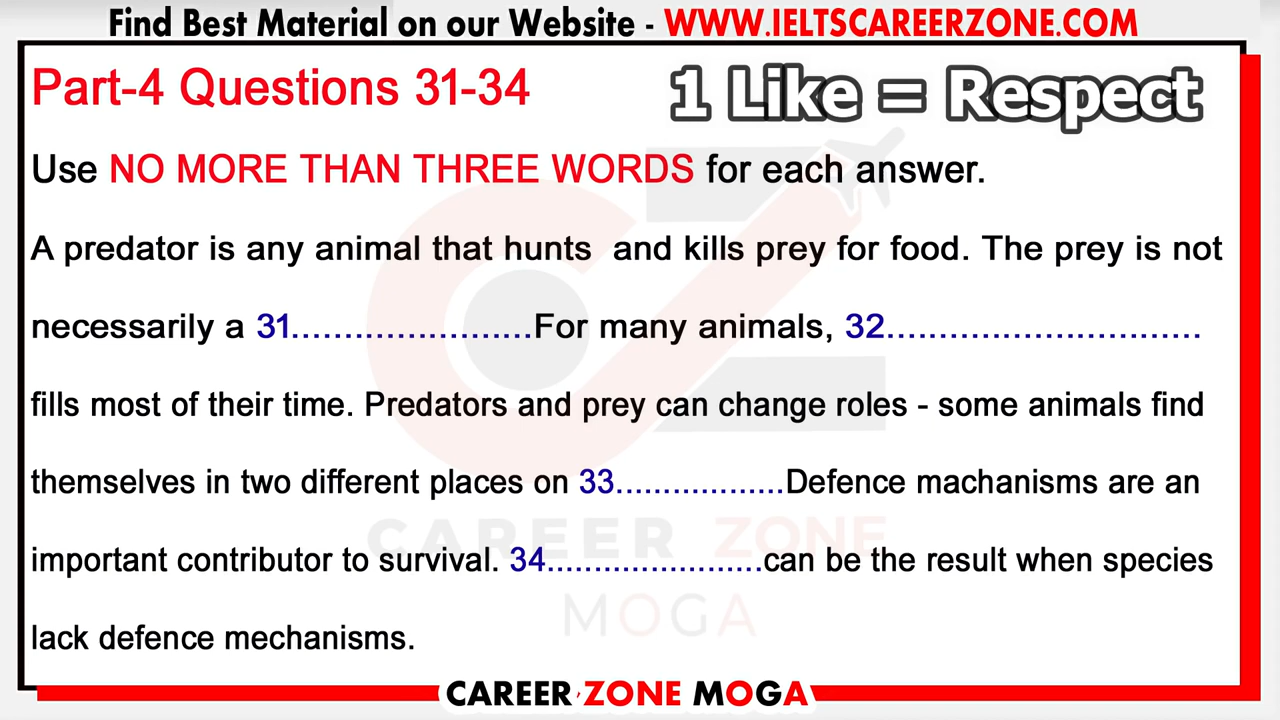 Find Best Material on our Website - WWW.IELTSCAREERZONE.COM
Part-4 Questions 31-34
1 Like = Respect
Use NO MORE THAN THREE WORDS for each answer.
A predator is any animal that hunts and kills prey for food. The prey is not
necessarily a 31.......................For many animals, 32..............................
fills most of their time. Predators and prey can change roles - some animals find
themselves in two different places on 33..................Defence machanisms are an
important contributor to survival. 34.......................can be the result when species
lack defence mechanisms.
CAREER ZONE
MOGA
CAREER ZONE MOGA